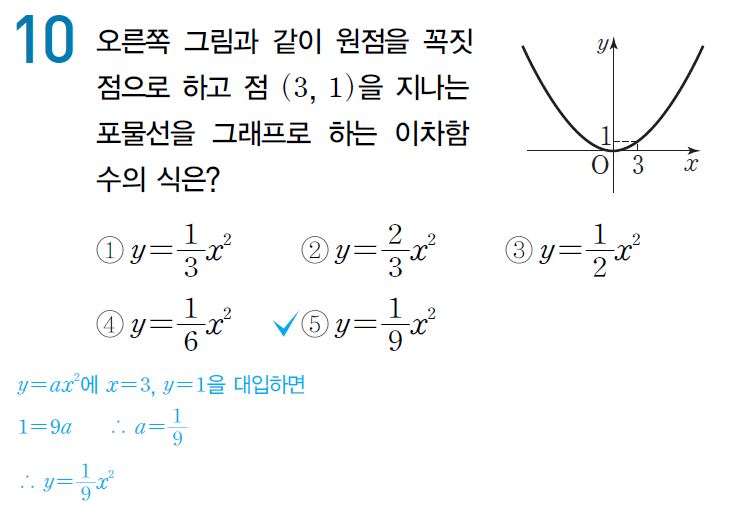 10 오른쪽 그림과 같이 원점을 꼭짓
점으로 하고 점 (3, 1)을 지나는
포물선을 그래프로 하는 이차함
수의 식은?
y
1
O 3 x
① y=1/3x² ② y=2/3x² ③ y=1/2x²
④ y=1/6x² ✓⑤ y=1/9x²
y=ax²에 x=3, y=1을 대입하면
1=9a ∴ a=1/9
∴ y=1/9x²